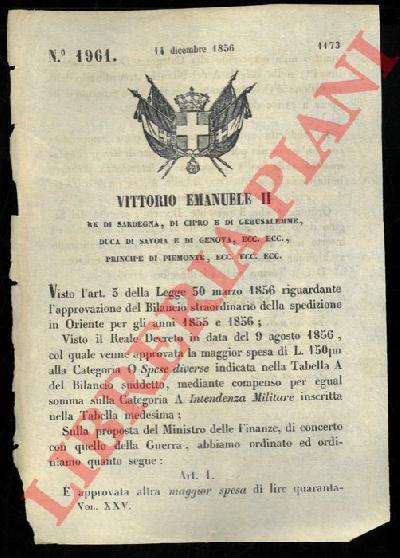 N.° 1961.
14 dicembre 1856
1173
VITTORIO EMANUELE II
RE DI SARDEGNA, DI CIPRO E DI GERUSALEMME,
DUCA DI SAVOIA E DI GENOVA, ECC. ECC.,
PRINCIPE DI PIEMONTE, ECC. ECC. ECC.
Visto l'art. 3 della Legge 30 marzo 1856 riguardante
l'approvazione del Bilancio straordinario della spedizione
in Oriente per gli anni 1855 e 1856;
Visto il Reale Decreto in data del 9 agosto 1856,
col quale venne approvata la maggior spesa di L. 150m
alla Categoria O Spese diverse indicata nella Tabella A
del Bilancio suddetto, mediante compenso per egual
somma sulla Categoria A Intendenza Militare inscritta
nella Tabella medesima;
Sulla proposta del Ministro delle Finanze, di concerto
con quello della Guerra, abbiamo ordinato ed ordi-
niamo quanto segue:
Art. 1.
È approvata altra maggior spesa di lire quaranta-
Vol. XXV.
LIBRERIA PIANI